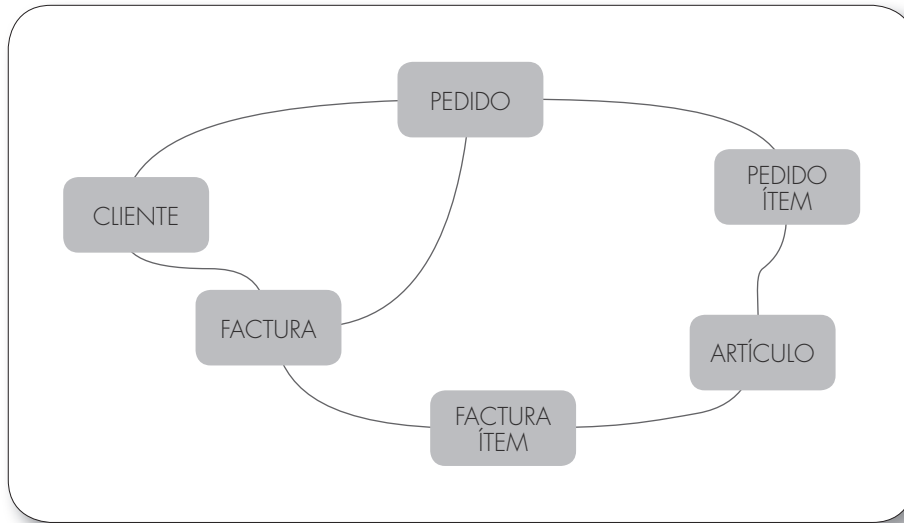 PEDIDO
PEDIDO
ÍTEM
CLIENTE
FACTURA
ARTÍCULO
FACTURA
ÍTEM